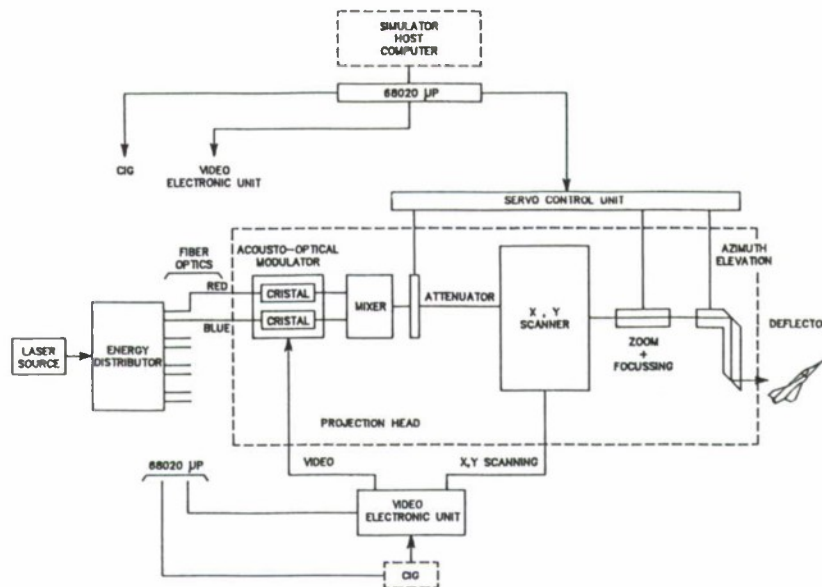 SIMULATOR
HOST
COMPUTER
68020 µP
CIG
VIDEO
ELECTRONIC UNIT
SERVO CONTROL UNIT
FIBER
OPTICS
ACOUSTO-OPTICAL
MODULATOR
AZIMUTH
ELEVATION
RED
CRISTAL
MIXER
ATTENUATOR
X , Y
SCANNER
BLUE
CRISTAL
DEFLECTO
LASER
SOURCE
ENERGY
DISTRIBUTOR
ZOOM
+
FOCUSSING
PROJECTION HEAD
68020 µP
VIDEO
X,Y SCANNING
VIDEO
ELECTRONIC UNIT
CIG